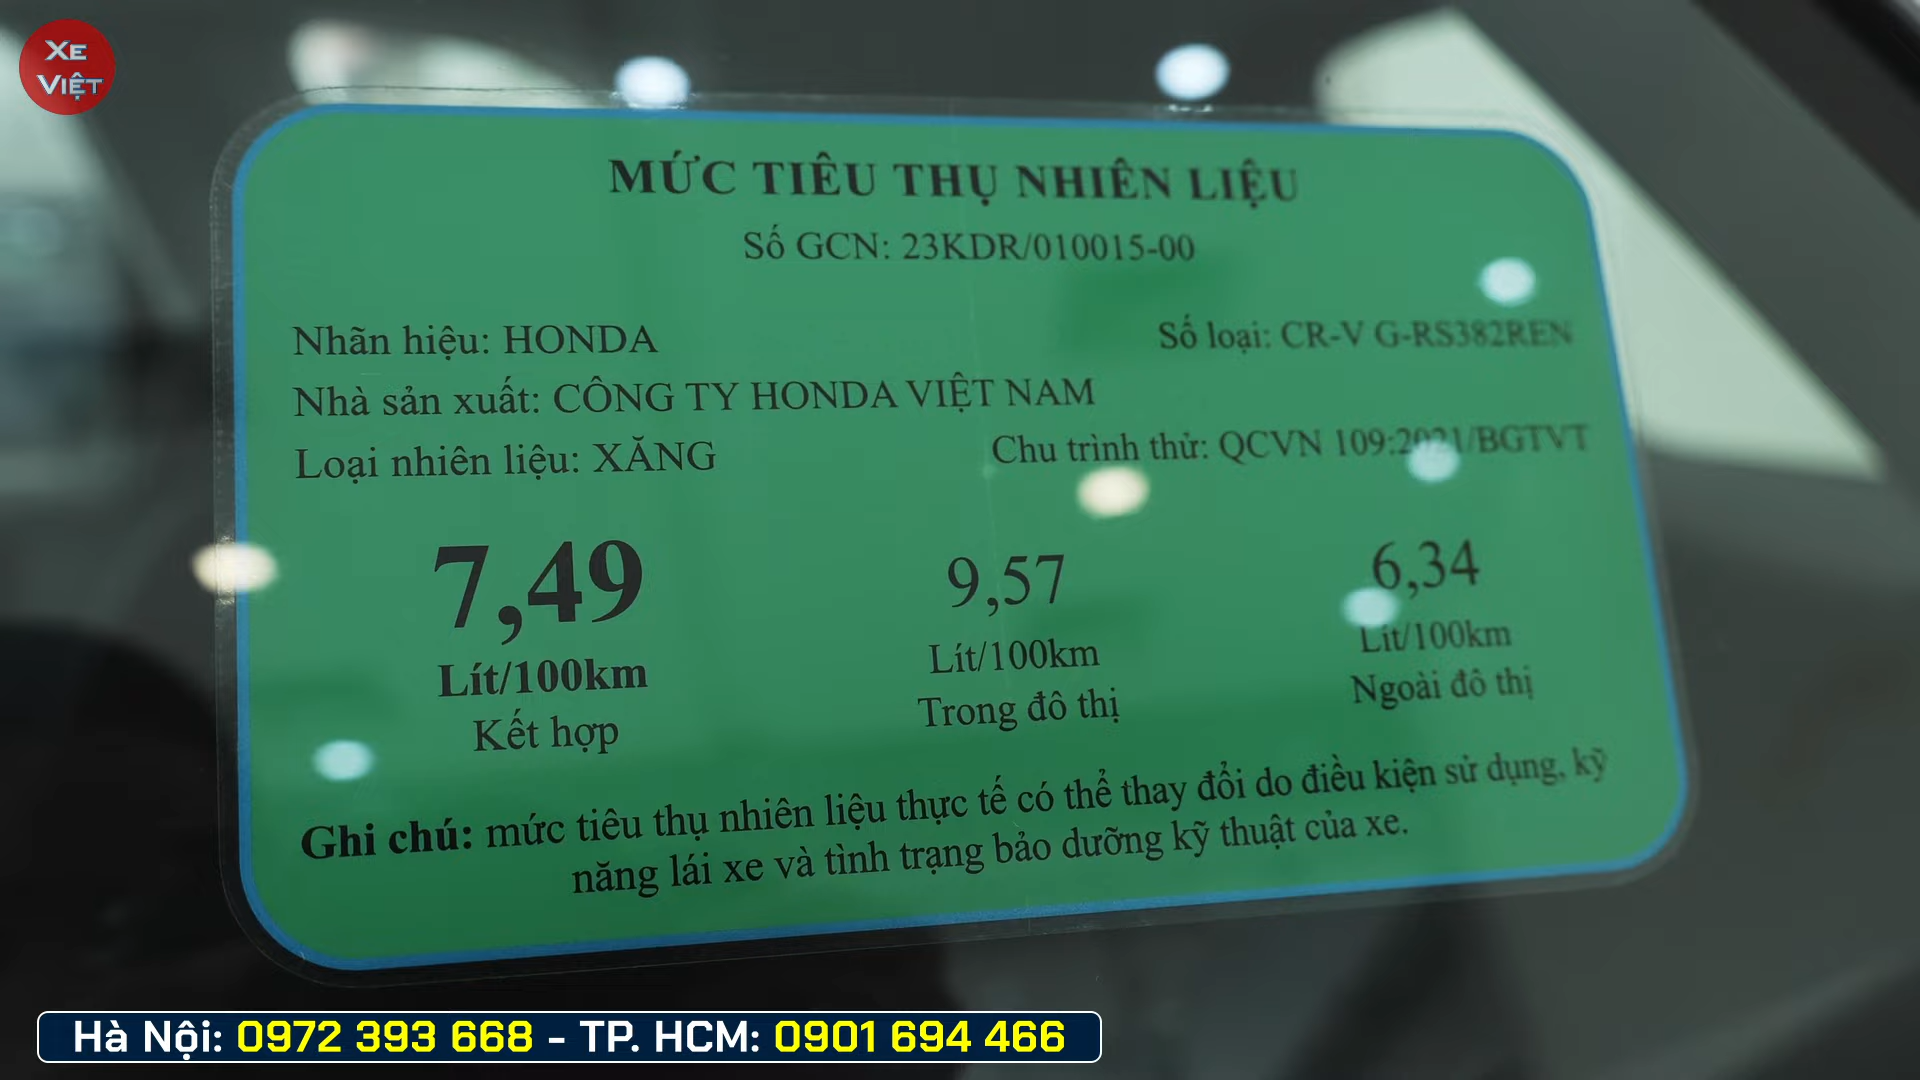 XE
VIỆT
MỨC TIÊU THỤ NHIÊN LIỆU
Số GCN: 23KDR/010015-00
Nhãn hiệu: HONDA
Số loại: CR-V G-RS382REN
Nhà sản xuất: CÔNG TY HONDA VIỆT NAM
Loại nhiên liệu: XĂNG
Chu trình thử: QCVN 109:2021/BGTVT
7,49
Lít/100km
Kết hợp
9,57
Lít/100km
Trong đô thị
6,34
Lít/100km
Ngoài đô thị
Ghi chú: mức tiêu thụ nhiên liệu thực tế có thể thay đổi do điều kiện sử dụng, kỹ
năng lái xe và tình trạng bảo dưỡng kỹ thuật của xe.
Hà Nội: 0972 393 668 - TP. HCM: 0901 694 466